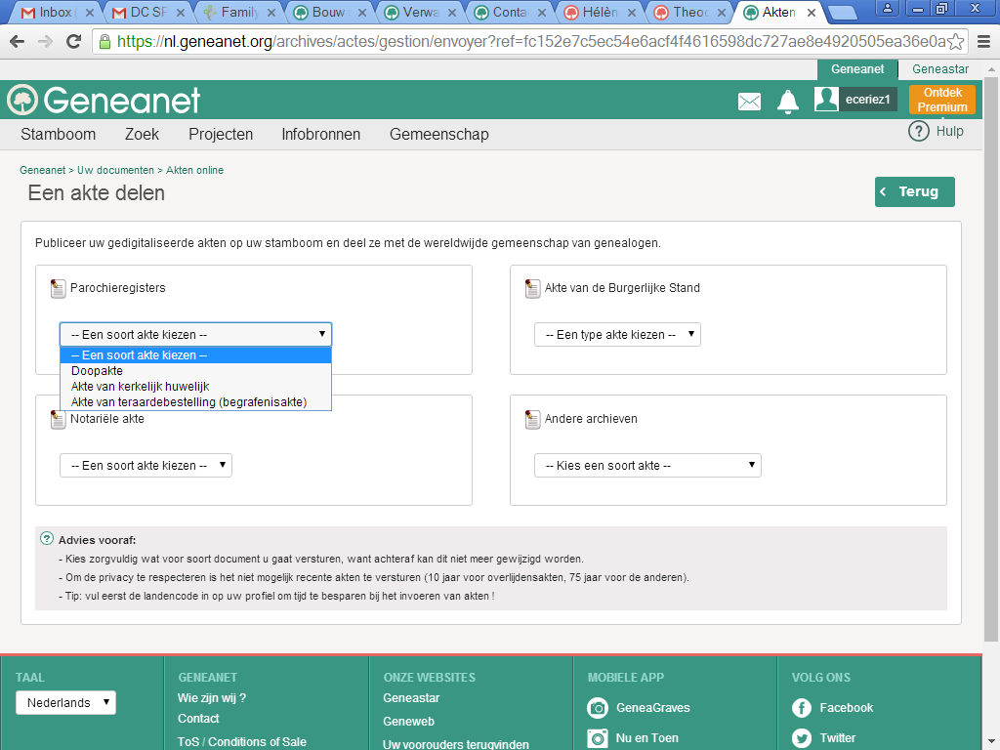 Inbox
DC SF
Family
Bouw
Verwa
Conta
Hélèn
Theoc
Akten
https://nl.geneanet.org/archives/actes/gestion/envoyer?ref=fc152e7c5ec54e6acf4f4616598dc727ae8e4920505ea36e0a
Geneanet
Geneastar
Geneanet
eceriez1
Ontdek
Premium
Stamboom Zoek Projecten Infobronnen Gemeenschap
? Hulp
Geneanet > Uw documenten > Akten online
Een akte delen
Terug
Publiceer uw gedigitaliseerde akten op uw stamboom en deel ze met de wereldwijde gemeenschap van genealogen.
Parochieregisters
-- Een soort akte kiezen --
-- Een soort akte kiezen --
Doopakte
Akte van kerkelijk huwelijk
Akte van teraardebestelling (begrafenisakte)
Akte van de Burgerlijke Stand
-- Een type akte kiezen --
Notariële akte
-- Een soort akte kiezen --
Andere archieven
-- Kies een soort akte --
? Advies vooraf:
- Kies zorgvuldig wat voor soort document u gaat versturen, want achteraf kan dit niet meer gewijzigd worden.
- Om de privacy te respecteren is het niet mogelijk recente akten te versturen (10 jaar voor overlijdensakten, 75 jaar voor de anderen).
- Tip: vul eerst de landencode in op uw profiel om tijd te besparen bij het invoeren van akten !
TAAL
Nederlands
GENEANET
Wie zijn wij ?
Contact
ToS / Conditions of Sale
ONZE WEBSITES
Geneastar
Geneweb
Uw voorouders terugvinden
MOBIELE APP
GeneaGraves
Nu en Toen
VOLG ONS
Facebook
Twitter